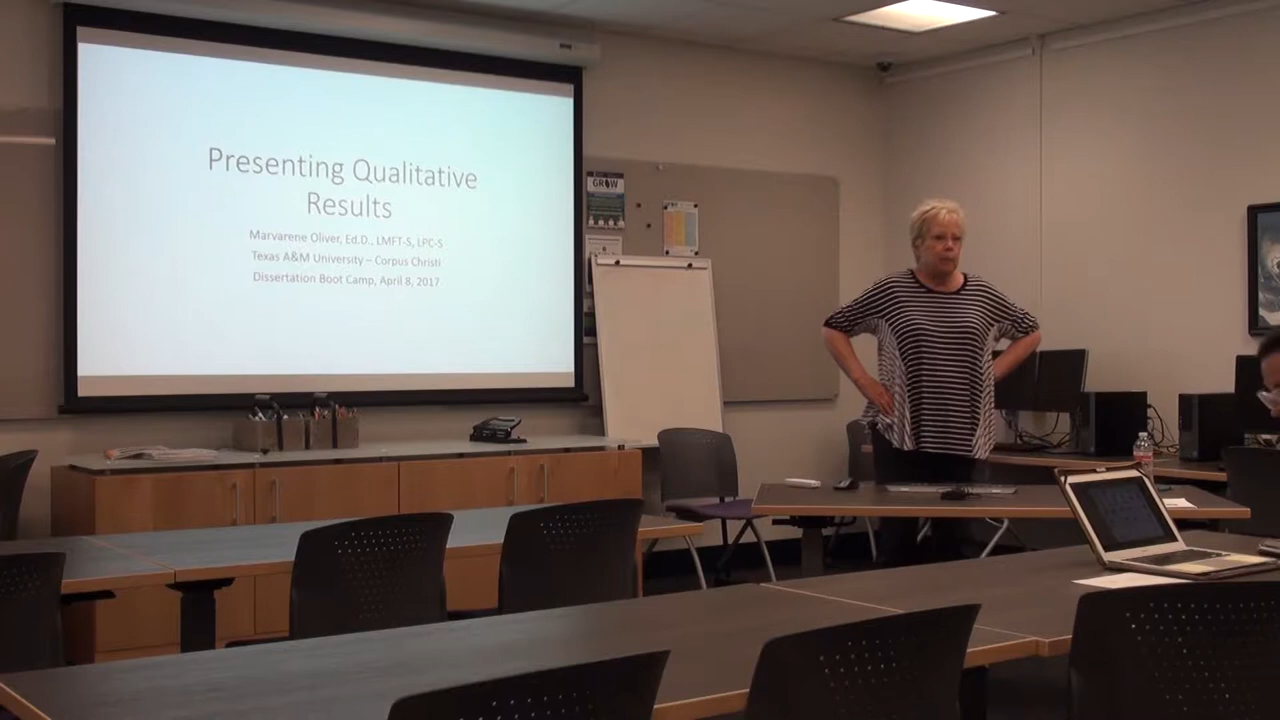 Presenting Qualitative
Results
Marvarene Oliver, Ed.D., LMFT-S, LPC-S
Texas A&M University – Corpus Christi
Dissertation Boot Camp, April 8, 2017
GROW